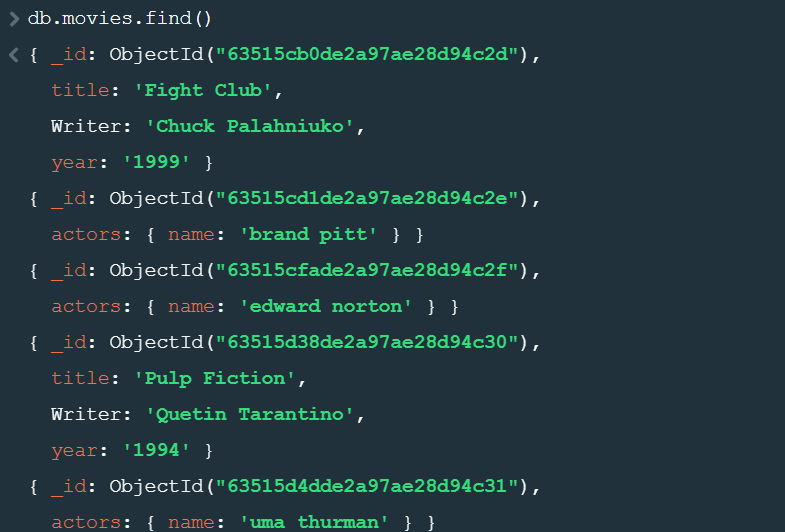 db.movies.find()
{ _id: ObjectId("63515cb0de2a97ae28d94c2d"),
title: 'Fight Club',
Writer: 'Chuck Palahniuko',
year: '1999' }
{ _id: ObjectId("63515cd1de2a97ae28d94c2e"),
actors: { name: 'brand pitt' } }
{ _id: ObjectId("63515cfade2a97ae28d94c2f"),
actors: { name: 'edward norton' } }
{ _id: ObjectId("63515d38de2a97ae28d94c30"),
title: 'Pulp Fiction',
Writer: 'Quetin Tarantino',
year: '1994' }
{ _id: ObjectId("63515d4dde2a97ae28d94c31"),
actors: { name: 'uma thurman' } }